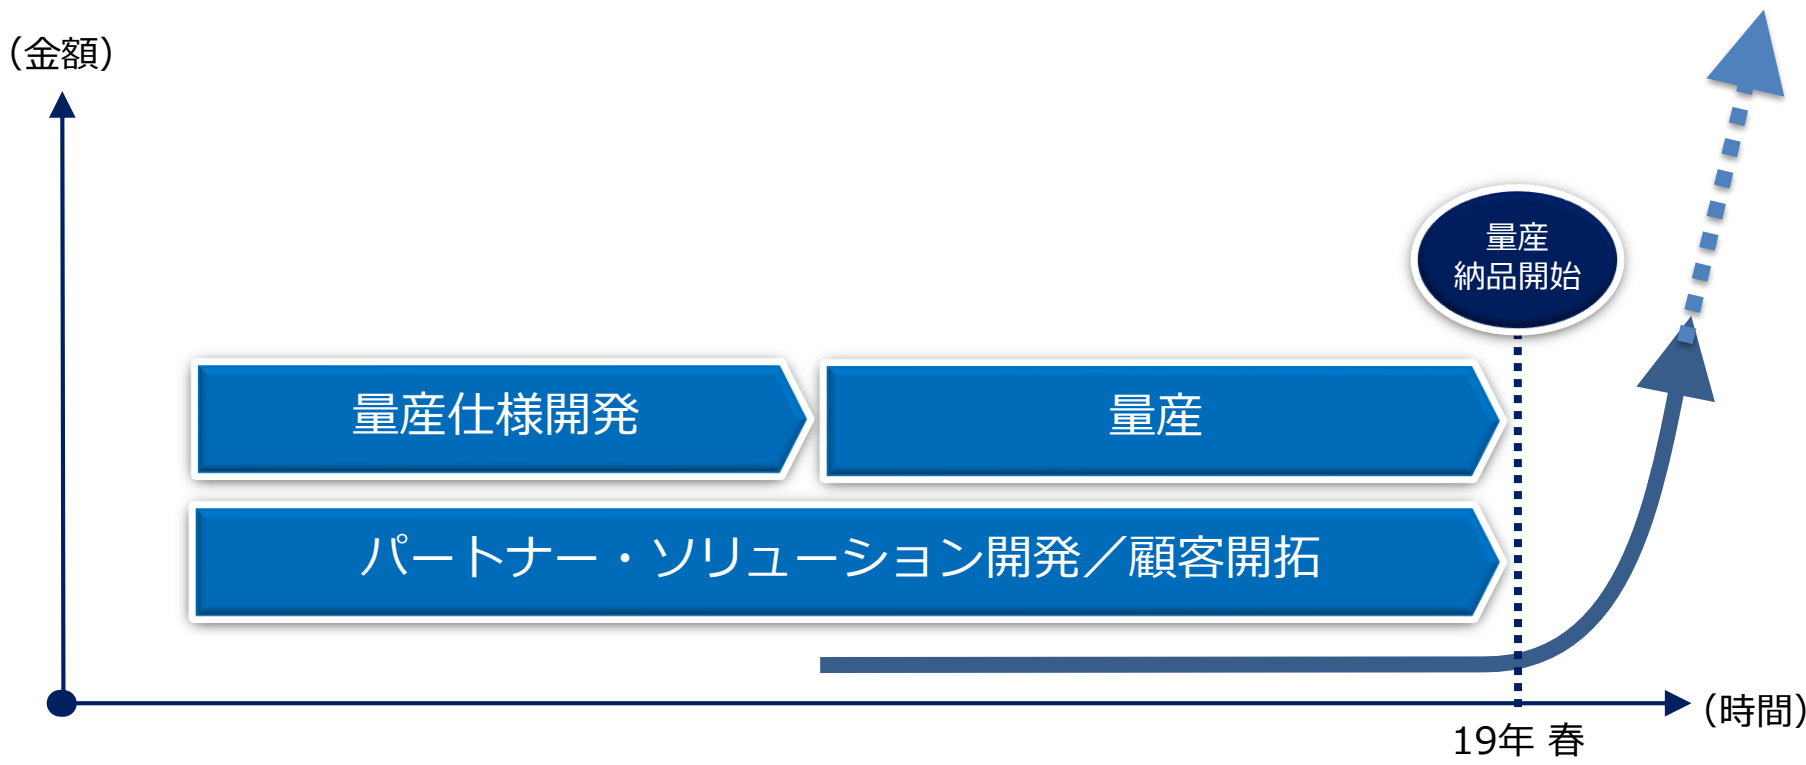 （金額）
量産
納品開始
量産仕様開発
量産
パートナー・ソリューション開発／顧客開拓
（時間）
19年 春